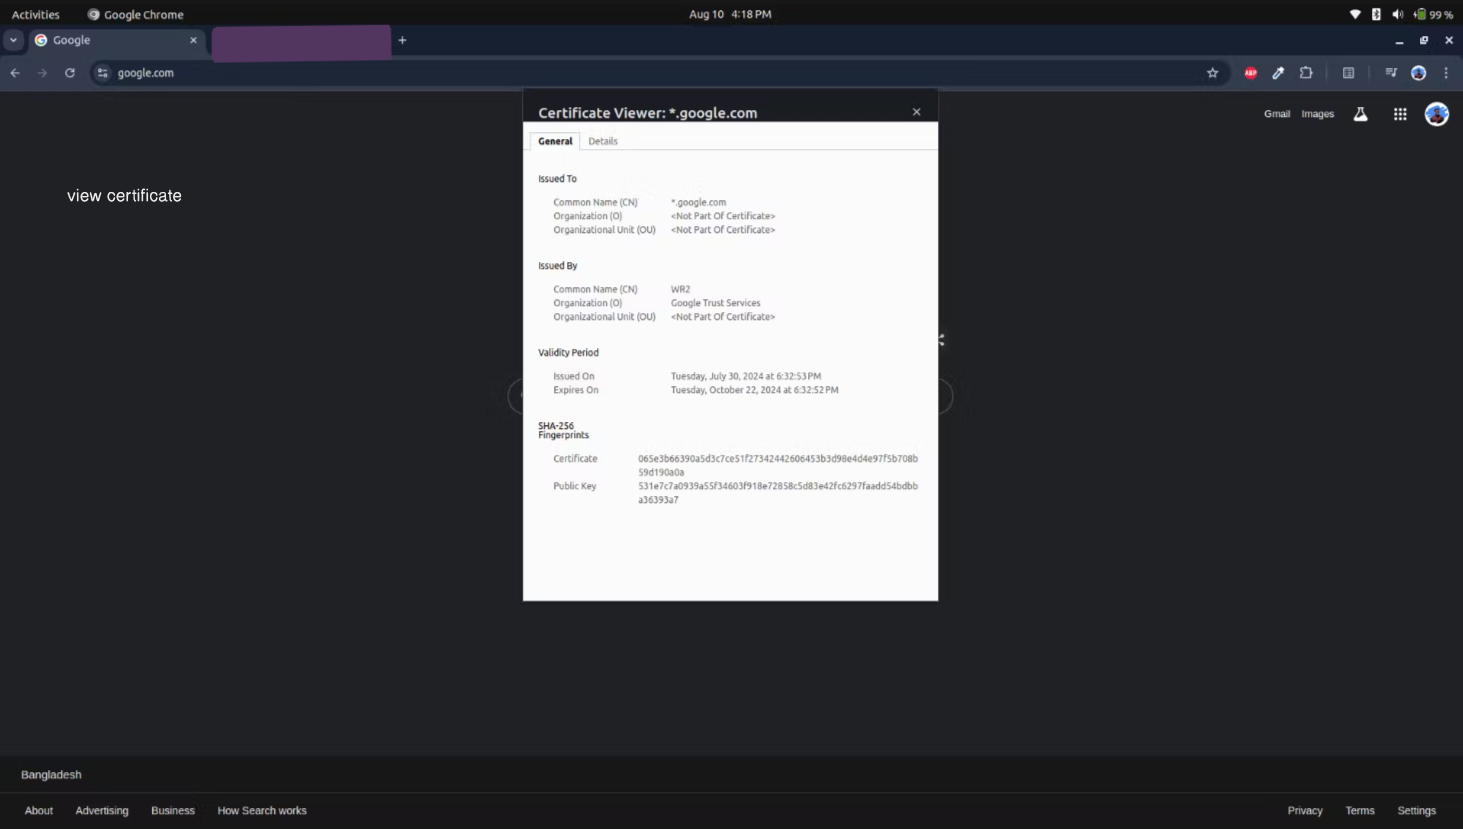 Activities Google Chrome Aug 10 4:18 PM 99 %
Google
google.com
ABP
Certificate Viewer: *.google.com
Gmail Images
General Details
Issued To
view certificate
Common Name (CN) *.google.com
Organization (O) <Not Part Of Certificate>
Organizational Unit (OU) <Not Part Of Certificate>
Issued By
Common Name (CN) WR2
Organization (O) Google Trust Services
Organizational Unit (OU) <Not Part Of Certificate>
Validity Period
Issued On Tuesday, July 30, 2024 at 6:32:53 PM
Expires On Tuesday, October 22, 2024 at 6:32:52 PM
SHA-256
Fingerprints
Certificate 065e3b66390a5d3c7ce51f27342442606453b3d98e4d4e97f5b708b
59d190a0a
Public Key 531e7c7a0939a55f34603f918e72858c5d83e42fc6297faadd54bdbb
a36393a7
Bangladesh
About Advertising Business How Search works Privacy Terms Settings